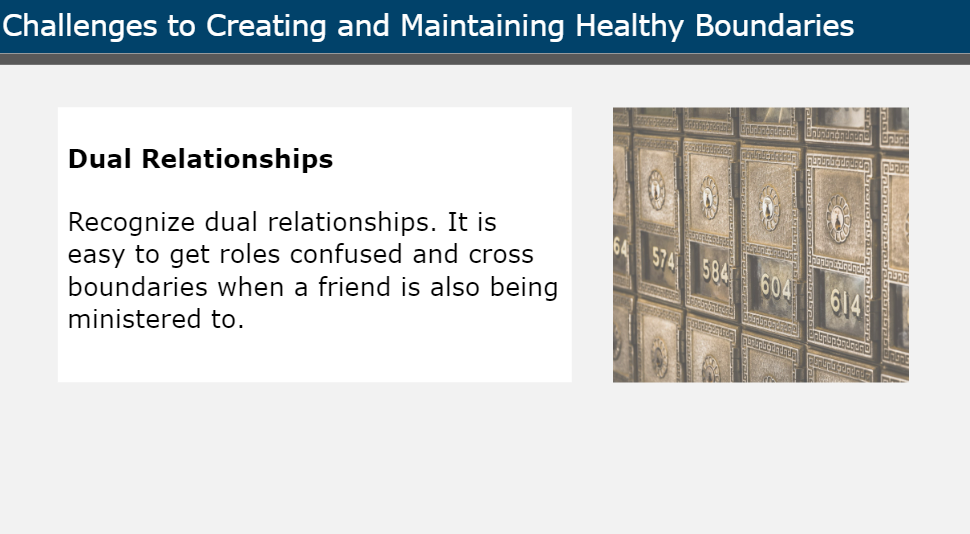 Challenges to Creating and Maintaining Healthy Boundaries
Dual Relationships
Recognize dual relationships. It is
easy to get roles confused and cross
boundaries when a friend is also being
ministered to.
64
574
584
604
614